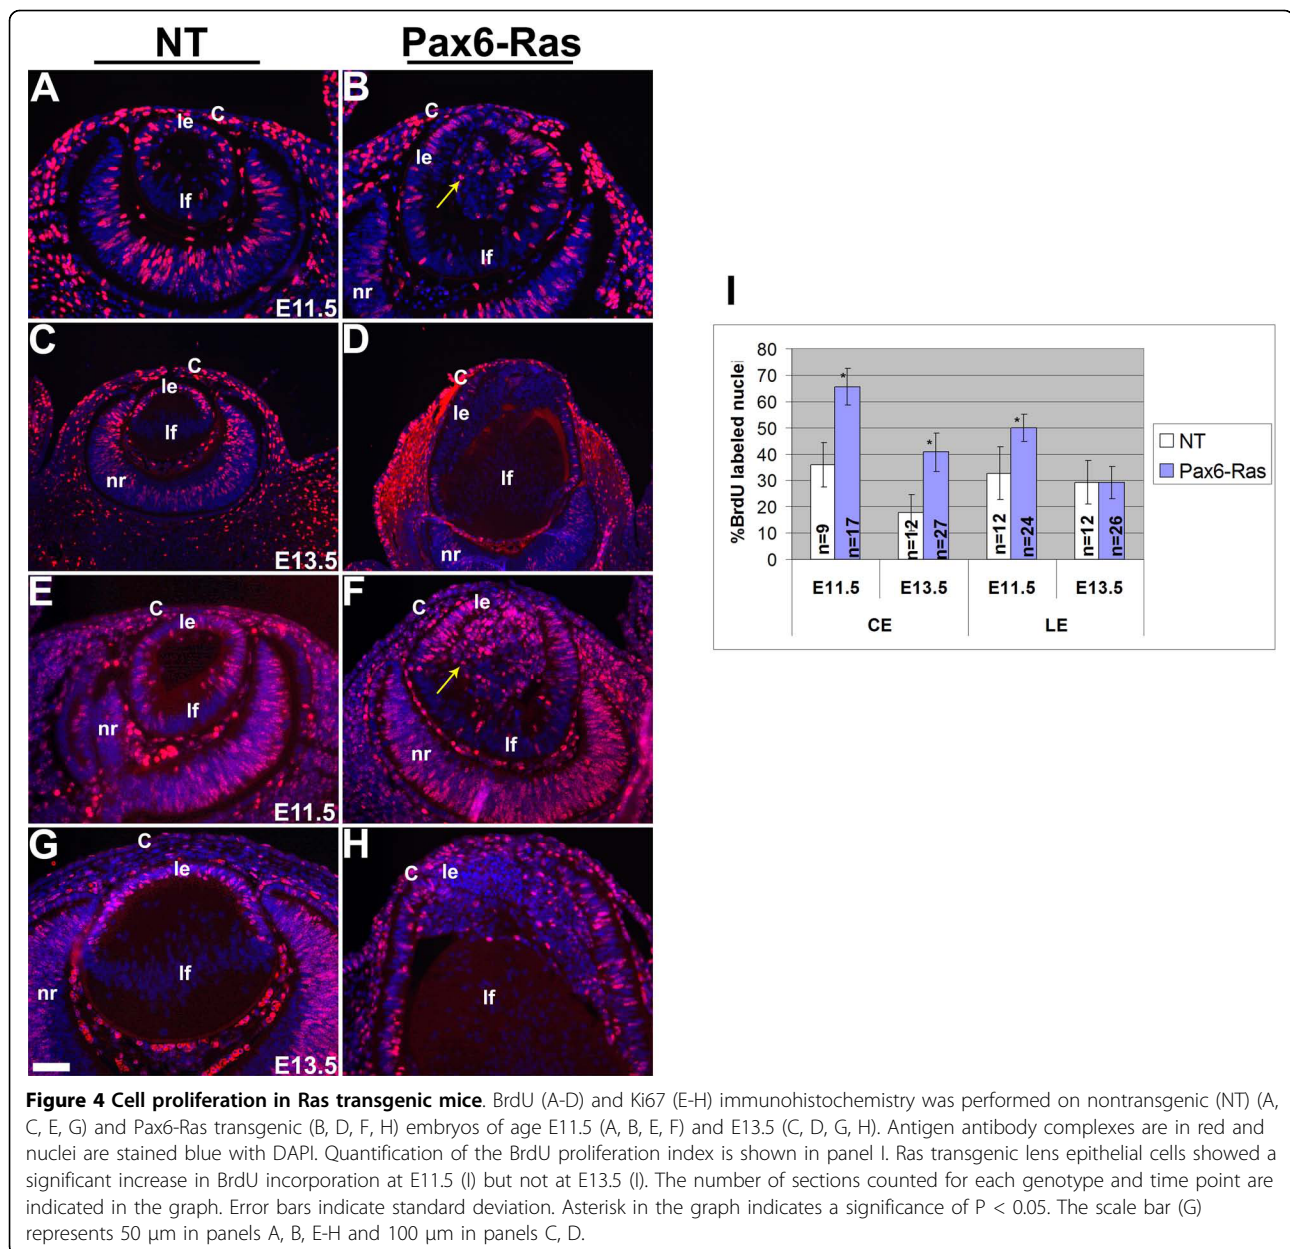 NT
Pax6-Ras
A
le
C
lf
E11.5
B
C
le
lf
nr
C
C
le
lf
nr
E13.5
D
C
le
lf
nr
E
C
le
lf
nr
E11.5
F
C
le
nr
lf
G
C
le
lf
nr
E13.5
H
C
le
lf
I
80
70
60
50
40
30
20
10
0
%BrdU labeled nuclei
*
*
*
n=9
n=17
n=12
n=27
n=12
n=24
n=12
n=26
E11.5
E13.5
E11.5
E13.5
CE
LE
NT
Pax6-Ras
Figure 4 Cell proliferation in Ras transgenic mice. BrdU (A-D) and Ki67 (E-H) immunohistochemistry was performed on nontransgenic (NT) (A,
C, E, G) and Pax6-Ras transgenic (B, D, F, H) embryos of age E11.5 (A, B, E, F) and E13.5 (C, D, G, H). Antigen antibody complexes are in red and
nuclei are stained blue with DAPI. Quantification of the BrdU proliferation index is shown in panel I. Ras transgenic lens epithelial cells showed a
significant increase in BrdU incorporation at E11.5 (I) but not at E13.5 (I). The number of sections counted for each genotype and time point are
indicated in the graph. Error bars indicate standard deviation. Asterisk in the graph indicates a significance of P < 0.05. The scale bar (G)
represents 50 μm in panels A, B, E-H and 100 μm in panels C, D.